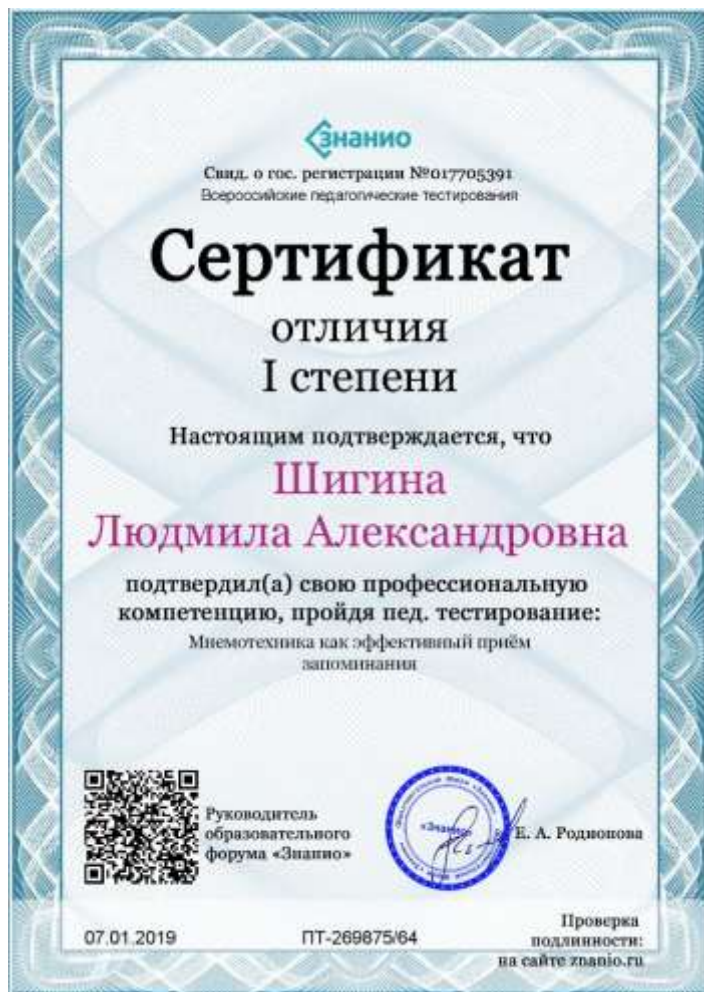 знанио
Свид. о гос. регистрации №017705391
Всероссийские педагогические тестирования
Сертификат
отличия
I степени
Настоящим подтверждается, что
Шигина
Людмила Александровна
подтвердил(а) свою профессиональную
компетенцию, пройдя пед. тестирование:
Мнемотехника как эффективный приём
запоминания
Руководитель
образовательного
форума «Знанио»
«Знанио»
Е. А. Родионова
07.01.2019
ПТ-269875/64
Проверка
подлинности:
на сайте znanio.ru